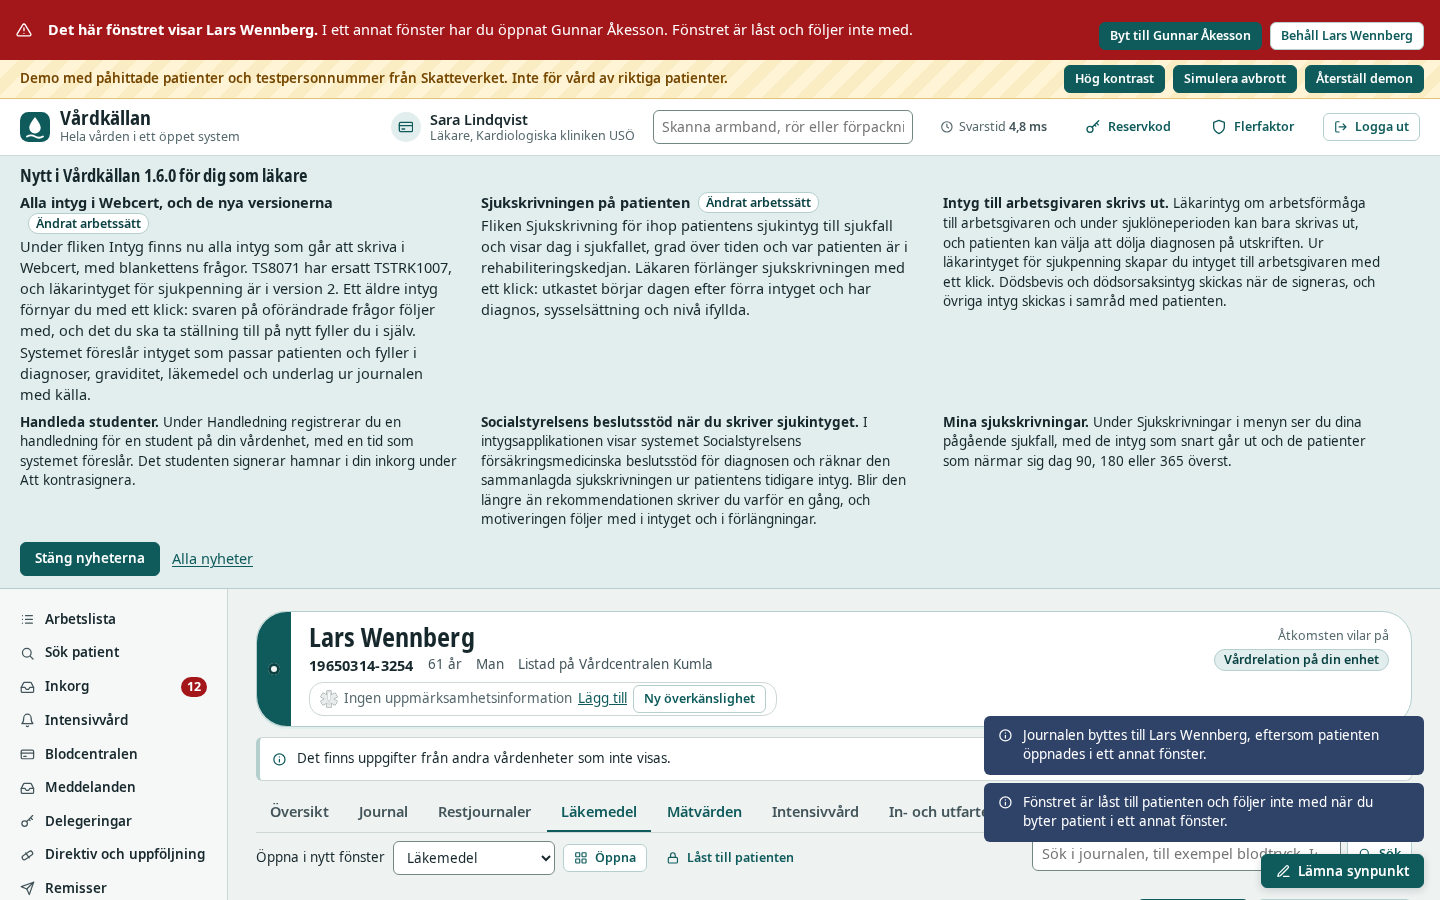 Det här fönstret visar Lars Wennberg. I ett annat fönster har du öppnat Gunnar Åkesson. Fönstret är låst och följer inte med.
Byt till Gunnar Åkesson
Behåll Lars Wennberg
Demo med påhittade patienter och testpersonnummer från Skatteverket. Inte för vård av riktiga patienter.
Hög kontrast
Simulera avbrott
Återställ demon
Vårdkällan
Hela vården i ett öppet system
Sara Lindqvist
Läkare, Kardiologiska kliniken USÖ
Skanna armband, rör eller förpackni
Svarstid 4,8 ms
Reservkod
Flerfaktor
Logga ut
Nytt i Vårdkällan 1.6.0 för dig som läkare
Alla intyg i Webcert, och de nya versionerna
Ändrat arbetssätt
Under fliken Intyg finns nu alla intyg som går att skriva i
Webcert, med blankettens frågor. TS8071 har ersatt TSTRK1007,
och läkarintyget för sjukpenning är i version 2. Ett äldre intyg
förnyar du med ett klick: svaren på oförändrade frågor följer
med, och det du ska ta ställning till på nytt fyller du i själv.
Systemet föreslår intyget som passar patienten och fyller i
diagnoser, graviditet, läkemedel och underlag ur journalen
med källa.
Sjukskrivningen på patienten
Ändrat arbetssätt
Fliken Sjukskrivning för ihop patientens sjukintyg till sjukfall
och visar dag i sjukfallet, grad över tiden och var patienten är i
rehabiliteringskedjan. Läkaren förlänger sjukskrivningen med
ett klick: utkastet börjar dagen efter förra intyget och har
diagnos, sysselsättning och nivå ifyllda.
Intyg till arbetsgivaren skrivs ut. Läkarintyg om arbetsförmåga
till arbetsgivaren och under sjuklöneperioden kan bara skrivas ut,
och patienten kan välja att dölja diagnosen på utskriften. Ur
läkarintyget för sjukpenning skapar du intyget till arbetsgivaren med
ett klick. Dödsbevis och dödsorsaksintyg skickas när de signeras, och
övriga intyg skickas i samråd med patienten.
Handleda studenter. Under Handledning registrerar du en
handledning för en student på din vårdenhet, med en tid som
systemet föreslår. Det studenten signerar hamnar i din inkorg under
Att kontrasignera.
Socialstyrelsens beslutsstöd när du skriver sjukintyget. I
intygsapplikationen visar systemet Socialstyrelsens
försäkringsmedicinska beslutsstöd för diagnosen och räknar den
sammanlagda sjukskrivningen ur patientens tidigare intyg. Blir den
längre än rekommendationen skriver du varför en gång, och
motiveringen följer med i intyget och i förlängningar.
Mina sjukskrivningar. Under Sjukskrivningar i menyn ser du dina
pågående sjukfall, med de intyg som snart går ut och de patienter
som närmar sig dag 90, 180 eller 365 överst.
Stäng nyheterna
Alla nyheter
Arbetslista
Sök patient
Inkorg
12
Intensivvård
Blodcentralen
Meddelanden
Delegeringar
Direktiv och uppföljning
Remisser
Lars Wennberg
19650314-3254
61 år
Man
Listad på Vårdcentralen Kumla
Ingen uppmärksamhetsinformation
Lägg till
Ny överkänslighet
Åtkomsten vilar på
Vårdrelation på din enhet
Det finns uppgifter från andra vårdenheter som inte visas.
Journalen byttes till Lars Wennberg, eftersom patienten
öppnades i ett annat fönster.
Fönstret är låst till patienten och följer inte med när du
byter patient i ett annat fönster.
Översikt
Journal
Restjournaler
Läkemedel
Mätvärden
Intensivvård
In- och utfarte
Öppna i nytt fönster
Läkemedel
Öppna
Låst till patienten
Sök i journalen, till exempel blodtryck,
Sök
Lämna synpunkt